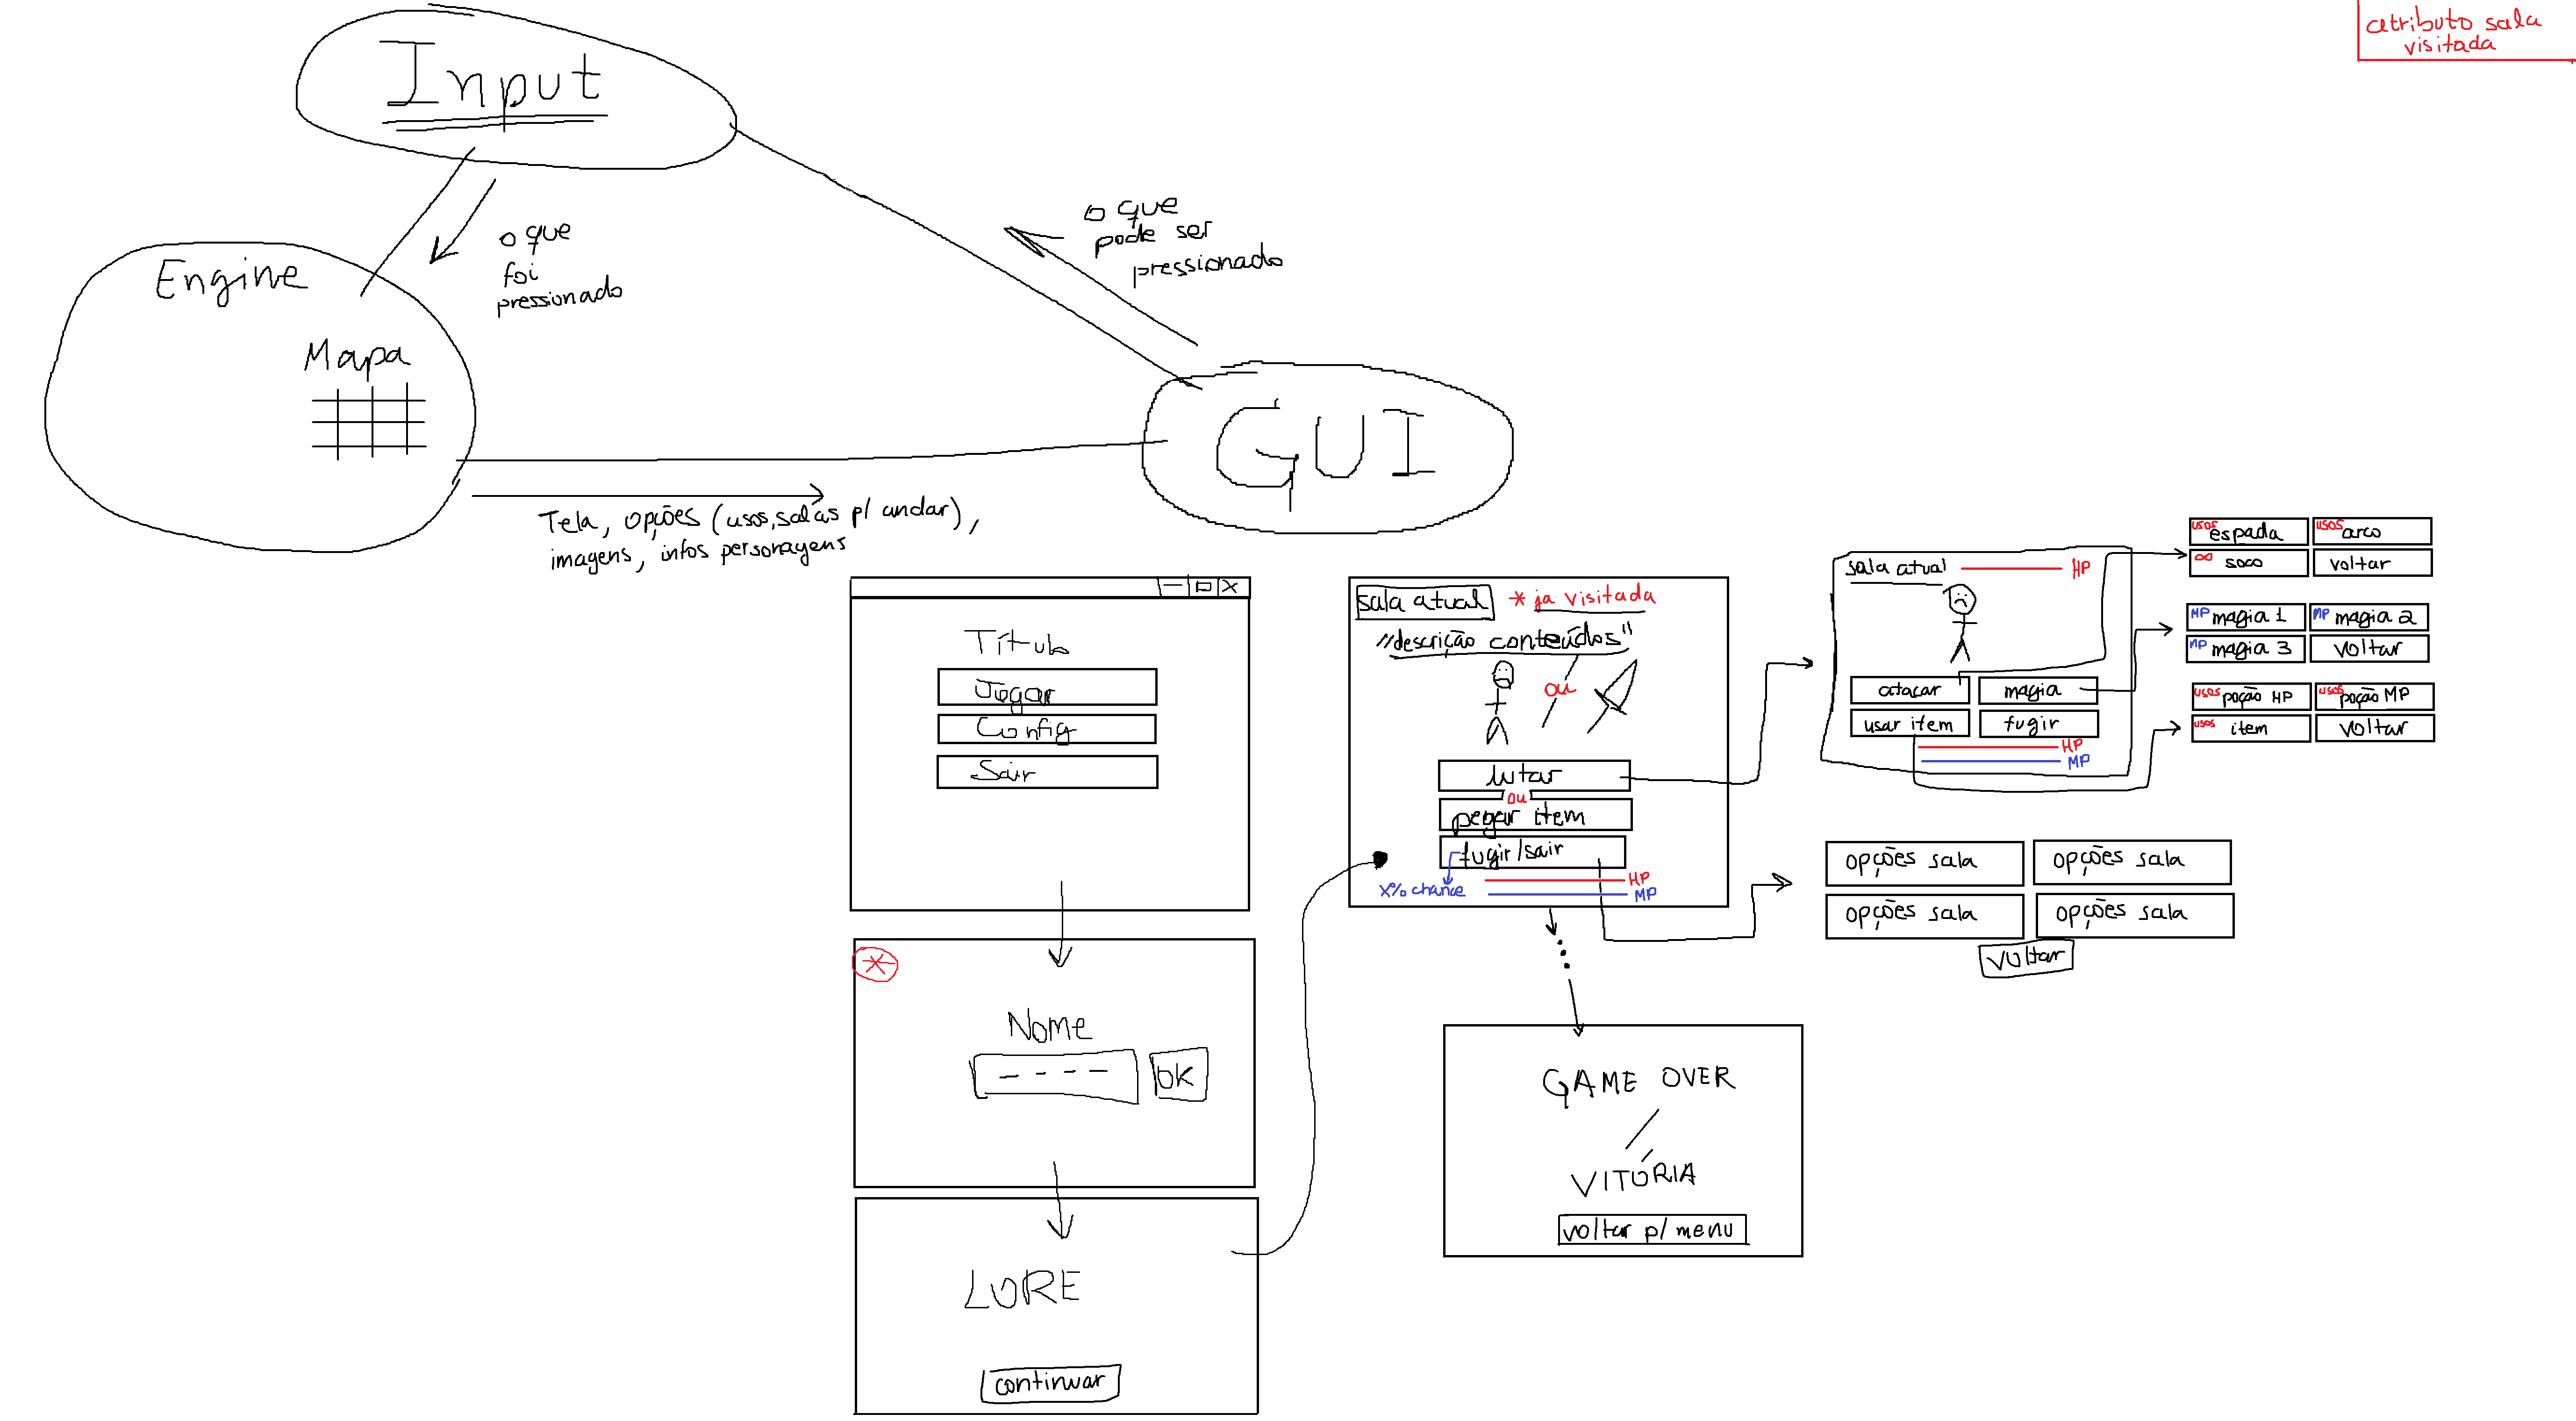 atributo sala
visitada
Input
o que
foi
pressionado
o que
pode ser
pressionado
Engine
Mapa
GUI
Tela, opções (usos, salas p/ andar),
imagens, infos personagens
Título
Jogar
Config
Sair
*
Nome
- - - -
OK
LORE
continuar
sala atual * ja visitada
"descrição conteúdos"
ou
lutar
ou
pegar item
fugir/sair
HP
x% chance
MP
sala atual
HP
atacar
magia
usar item
fugir
HP
MP
usos espada
usos arco
∞ soco
voltar
MP magia 1
MP magia 2
MP magia 3
voltar
usos poção HP
usos poção MP
usos item
voltar
opções sala
opções sala
opções sala
opções sala
voltar
GAME OVER
/
VITÓRIA
voltar p/ menu